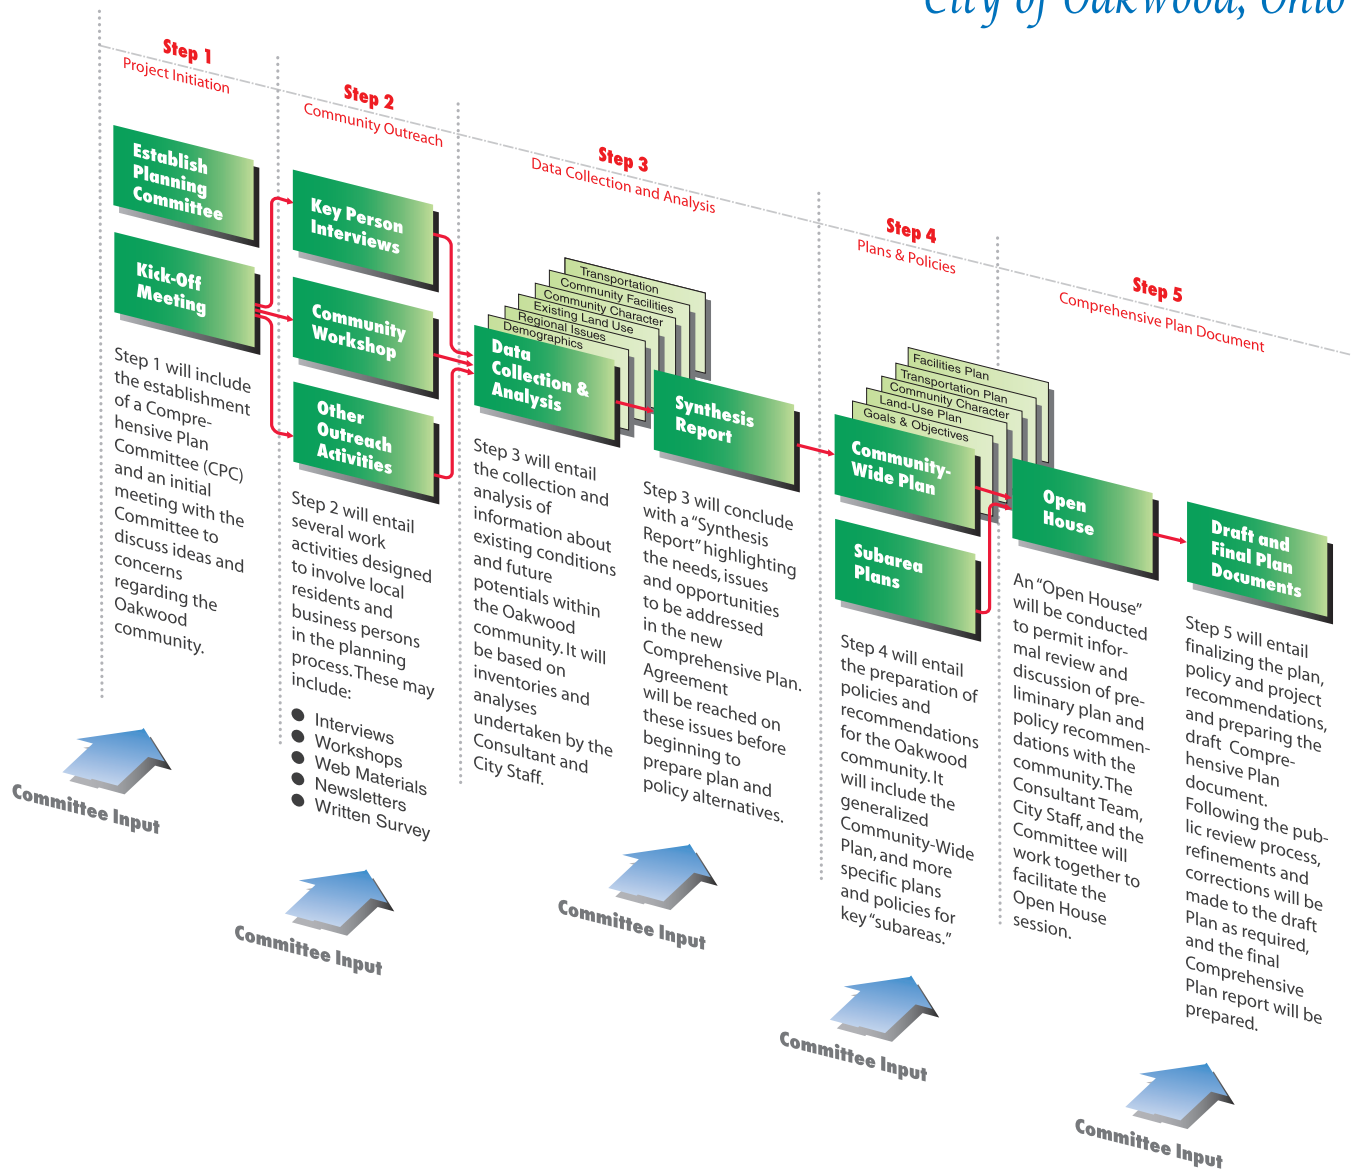 City of Oakwood, Ohio
Step 1
Project Initiation
Establish
Planning
Committee
Kick-Off
Meeting
Step 1 will include
the establishment
of a Compre-
hensive Plan
Committee (CPC)
and an initial
meeting with the
Committee to
discuss ideas and
concerns
regarding the
Oakwood
community.
Committee Input
Step 2
Community Outreach
Key Person
Interviews
Community
Workshop
Other
Outreach
Activities
Step 2 will entail
several work
activities designed
to involve local
residents and
business persons
in the planning
process. These may
include:
● Interviews
● Workshops
● Web Materials
● Newsletters
● Written Survey
Committee Input
Step 3
Data Collection and Analysis
Transportation
Community Facilities
Community Character
Existing Land Use
Regional Issues
Demographics
Data
Collection &
Analysis
Step 3 will entail
the collection and
analysis of
information about
existing conditions
and future
potentials within
the Oakwood
community. It will
be based on
inventories and
analyses
undertaken by the
Consultant and
City Staff.
Synthesis
Report
Step 3 will conclude
with a "Synthesis
Report" highlighting
the needs, issues
and opportunities
to be addressed
in the new
Comprehensive Plan.
Agreement
will be reached on
these issues before
beginning to
prepare plan and
policy alternatives.
Committee Input
Step 4
Plans & Policies
Facilities Plan
Transportation Plan
Community Character
Land-Use Plan
Goals & Objectives
Community-
Wide Plan
Subarea
Plans
Step 4 will entail
the preparation of
policies and
recommendations
for the Oakwood
community. It
will include the
generalized
Community-Wide
Plan, and more
specific plans
and policies for
key "subareas."
Committee Input
Step 5
Comprehensive Plan Document
Open
House
An "Open House"
will be conducted
to permit infor-
mal review and
discussion of pre-
liminary plan and
policy recommen-
dations with the
community. The
Consultant Team,
City Staff, and the
Committee will
work together to
facilitate the
Open House
session.
Draft and
Final Plan
Documents
Step 5 will entail
finalizing the plan,
policy and project
recommendations,
and preparing the
draft Compre-
hensive Plan
document.
Following the pub-
lic review process,
refinements and
corrections will be
made to the draft
Plan as required,
and the final
Comprehensive
Plan report will be
prepared.
Committee Input